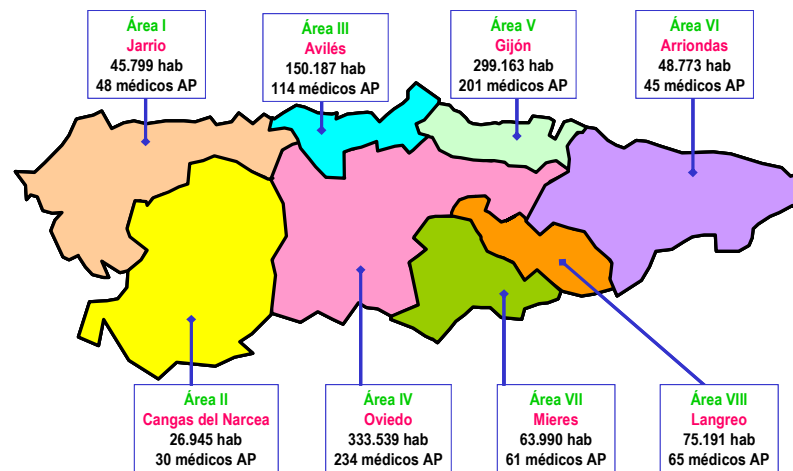 Área I
Jarrio
45.799 hab
48 médicos AP
Área III
Avilés
150.187 hab
114 médicos AP
Área V
Gijón
299.163 hab
201 médicos AP
Área VI
Arriondas
48.773 hab
45 médicos AP
Área II
Cangas del Narcea
26.945 hab
30 médicos AP
Área IV
Oviedo
333.539 hab
234 médicos AP
Área VII
Mieres
63.990 hab
61 médicos AP
Área VIII
Langreo
75.191 hab
65 médicos AP